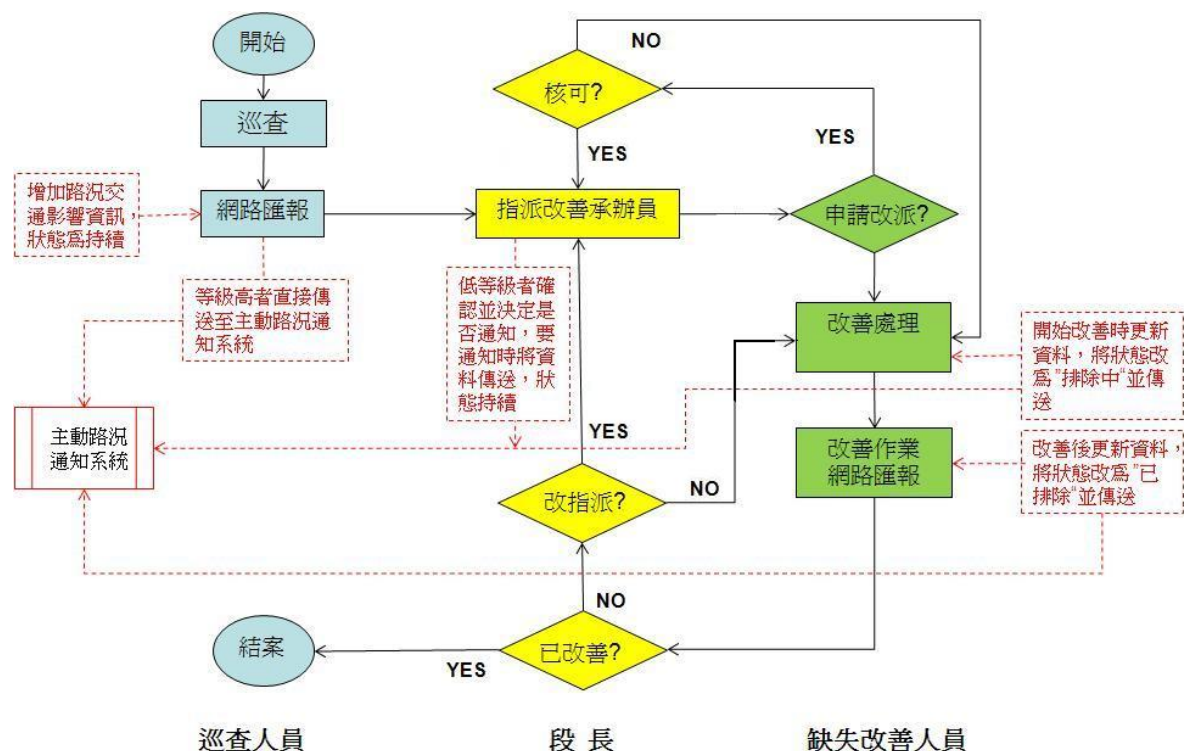 開始
NO
核可?
巡查
YES
YES
增加路況交
通影響資訊,
狀態為持續
網路匯報
指派改善承辦員
申請改派?
等級高者直接傳
送至主動路況通
知系統
低等級者確
認並決定是
否通知,要
通知時將資
料傳送,狀
態持續
改善處理
開始改善時更新
資料,將狀態改
為"排除中"並傳
送
主動路況
通知系統
YES
改善作業
網路匯報
改善後更新資料,
將狀態改為"已
排除"並傳送
改指派?
NO
NO
結案
已改善?
YES
巡查人員
段 長
缺失改善人員